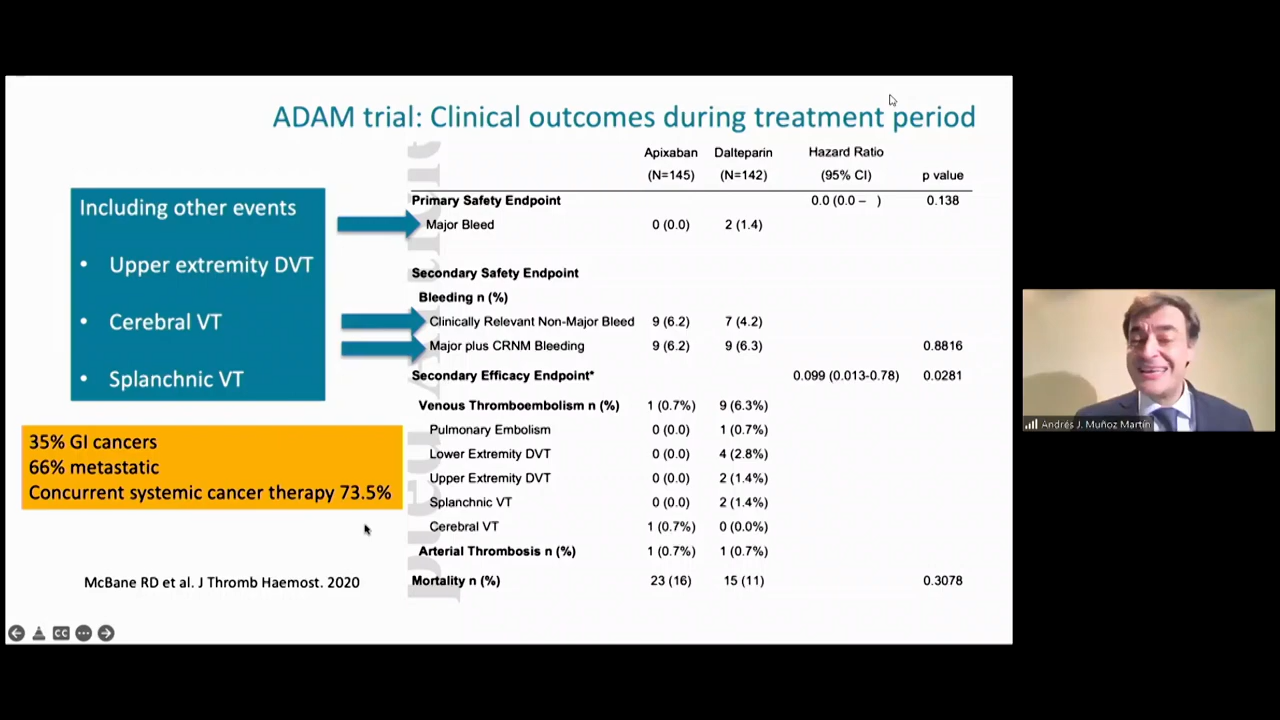 ADAM trial: Clinical outcomes during treatment period
Including other events
• Upper extremity DVT
• Cerebral VT
• Splanchnic VT
35% GI cancers
66% metastatic
Concurrent systemic cancer therapy 73.5%
McBane RD et al. J Thromb Haemost. 2020
Apixaban Dalteparin Hazard Ratio
(N=145) (N=142) (95% CI) p value
Primary Safety Endpoint 0.0 (0.0 – ) 0.138
Major Bleed 0 (0.0) 2 (1.4)
Secondary Safety Endpoint
Bleeding n (%)
Clinically Relevant Non-Major Bleed 9 (6.2) 7 (4.2)
Major plus CRNM Bleeding 9 (6.2) 9 (6.3) 0.8816
Secondary Efficacy Endpoint* 0.099 (0.013-0.78) 0.0281
Venous Thromboembolism n (%) 1 (0.7%) 9 (6.3%)
Pulmonary Embolism 0 (0.0) 1 (0.7%)
Lower Extremity DVT 0 (0.0) 4 (2.8%)
Upper Extremity DVT 0 (0.0) 2 (1.4%)
Splanchnic VT 0 (0.0) 2 (1.4%)
Cerebral VT 1 (0.7%) 0 (0.0%)
Arterial Thrombosis n (%) 1 (0.7%) 1 (0.7%)
Mortality n (%) 23 (16) 15 (11) 0.3078
CC
Andrés J. Muñoz Martín